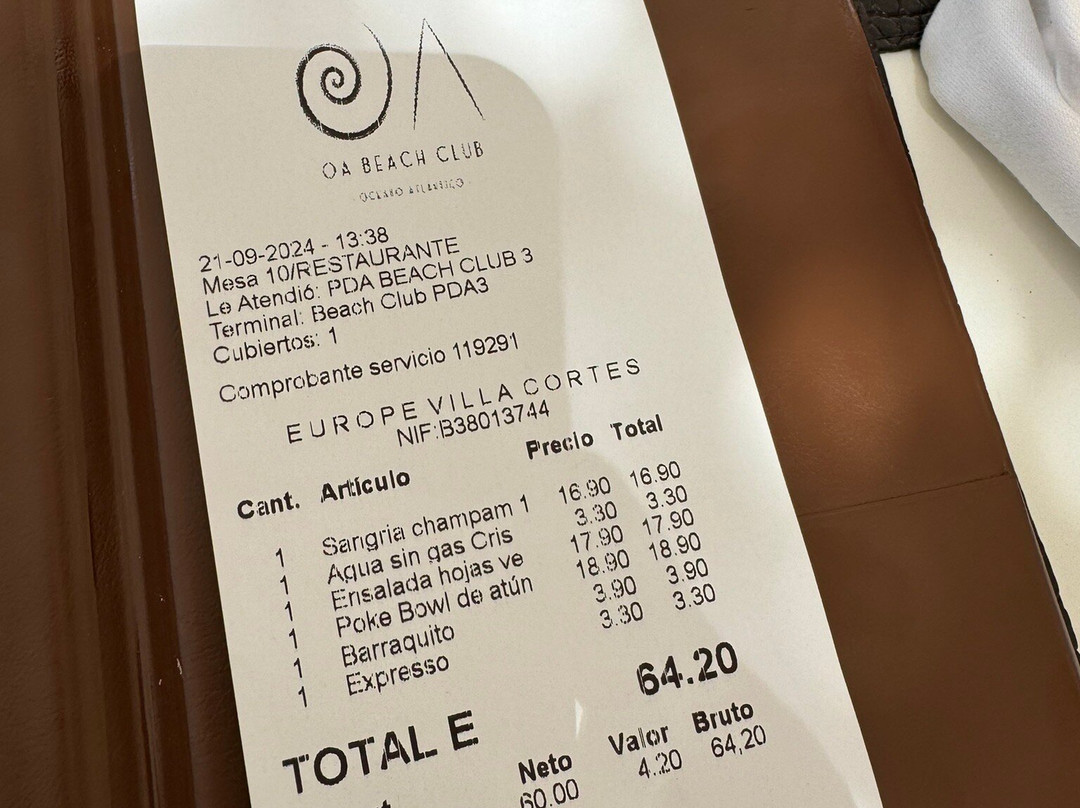 OA
OA BEACH CLUB
OCEANO ATLANTICO
21-09-2024 - 13:38
Mesa 10/RESTAURANTE
Le Atendió: PDA BEACH CLUB 3
Terminal: Beach Club PDA3
Cubiertos: 1
Comprobante servicio 119291
EUROPE VILLA CORTES
NIF:B38013744
Cant. Artículo Precio Total
1 Sangria champam 1 16.90 16.90
1 Agua sin gas Cris 3.30 3.30
1 Ensalada hojas ve 17.90 17.90
1 Poke Bowl de atún 18.90 18.90
1 Barraquito 3.90 3.90
1 Expresso 3.30 3.30
TOTAL E 64.20
Neto Valor Bruto
60.00 4.20 64,20